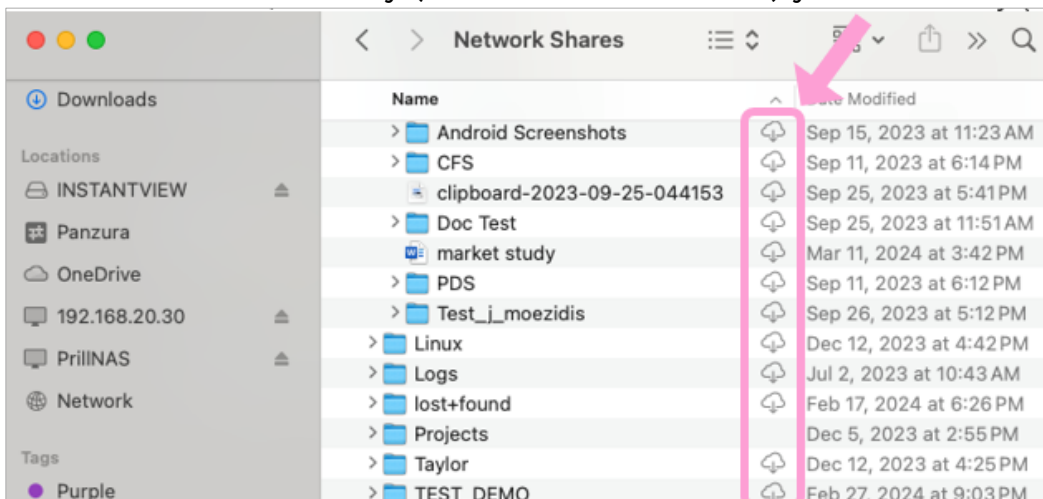 Network Shares
Downloads
Locations
INSTANTVIEW
Panzura
OneDrive
192.168.20.30
PrillNAS
Network
Tags
Purple
Name Date Modified
Android Screenshots Sep 15, 2023 at 11:23 AM
CFS Sep 11, 2023 at 6:14 PM
clipboard-2023-09-25-044153 Sep 25, 2023 at 5:41 PM
Doc Test Sep 25, 2023 at 11:51 AM
market study Mar 11, 2024 at 3:42 PM
PDS Sep 11, 2023 at 6:12 PM
Test_j_moezidis Sep 26, 2023 at 5:12 PM
Linux Dec 12, 2023 at 4:42 PM
Logs Jul 2, 2023 at 10:43 AM
lost+found Feb 17, 2024 at 6:26 PM
Projects Dec 5, 2023 at 2:55 PM
Taylor Dec 12, 2023 at 4:25 PM
TEST DEMO Feb 27, 2024 at 9:03 PM